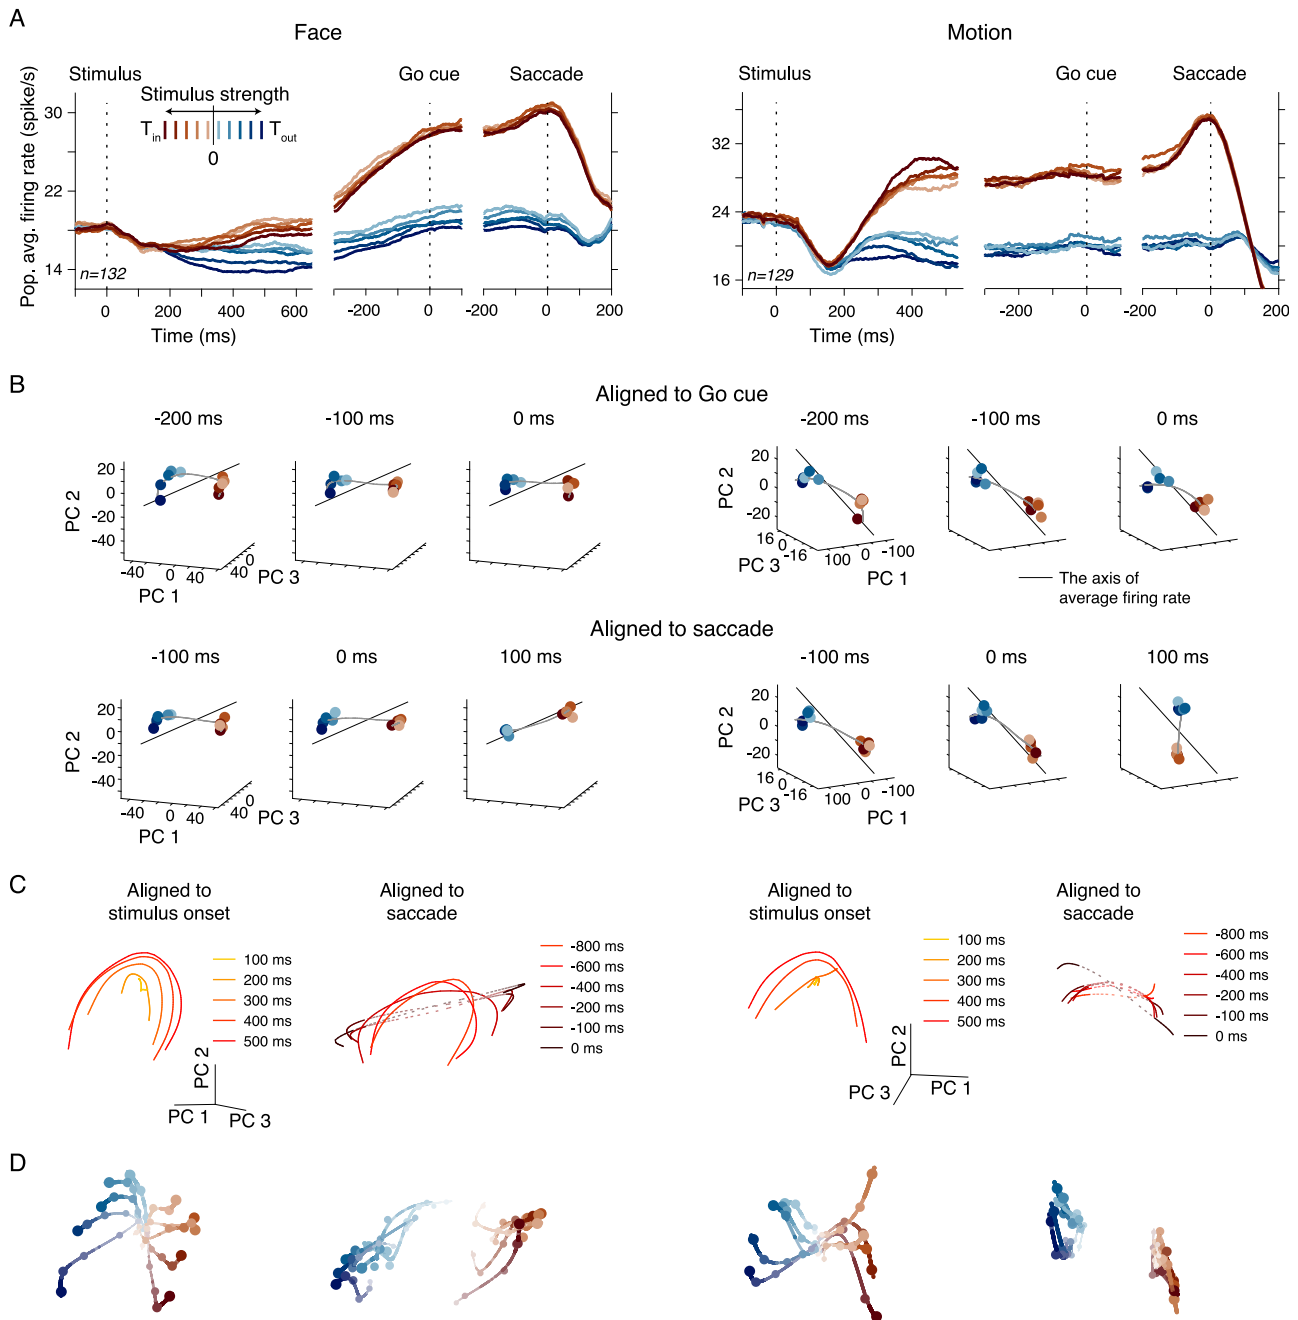 A
Face
Motion
Stimulus
Go cue
Saccade
Stimulus
Go cue
Saccade
Stimulus strength
T in
T out
0
Pop. avg. firing rate (spike/s)
30
22
14
n=132
0 200 400 600
-200 0
-200 0 200
Time (ms)
32
24
16
n=129
0 200 400
-200 0
-200 0 200
Time (ms)
B
Aligned to Go cue
-200 ms
-100 ms
0 ms
-200 ms
-100 ms
0 ms
PC 2
20
0
-20
-40
-40 0 40
PC 1
40 0
PC 3
PC 2
20
0
-20
16 0 -16
PC 3
100 0 -100
PC 1
The axis of
average firing rate
Aligned to saccade
-100 ms
0 ms
100 ms
-100 ms
0 ms
100 ms
PC 2
20
0
-20
-40
-40 0 40
PC 1
40 0
PC 3
PC 2
20
0
-20
16 0 -16
PC 3
100 0 -100
PC 1
C
Aligned to
stimulus onset
100 ms
200 ms
300 ms
400 ms
500 ms
Aligned to
saccade
-800 ms
-600 ms
-400 ms
-200 ms
-100 ms
0 ms
PC 2
PC 1
PC 3
Aligned to
stimulus onset
100 ms
200 ms
300 ms
400 ms
500 ms
Aligned to
saccade
-800 ms
-600 ms
-400 ms
-200 ms
-100 ms
0 ms
PC 2
PC 3
PC 1
D